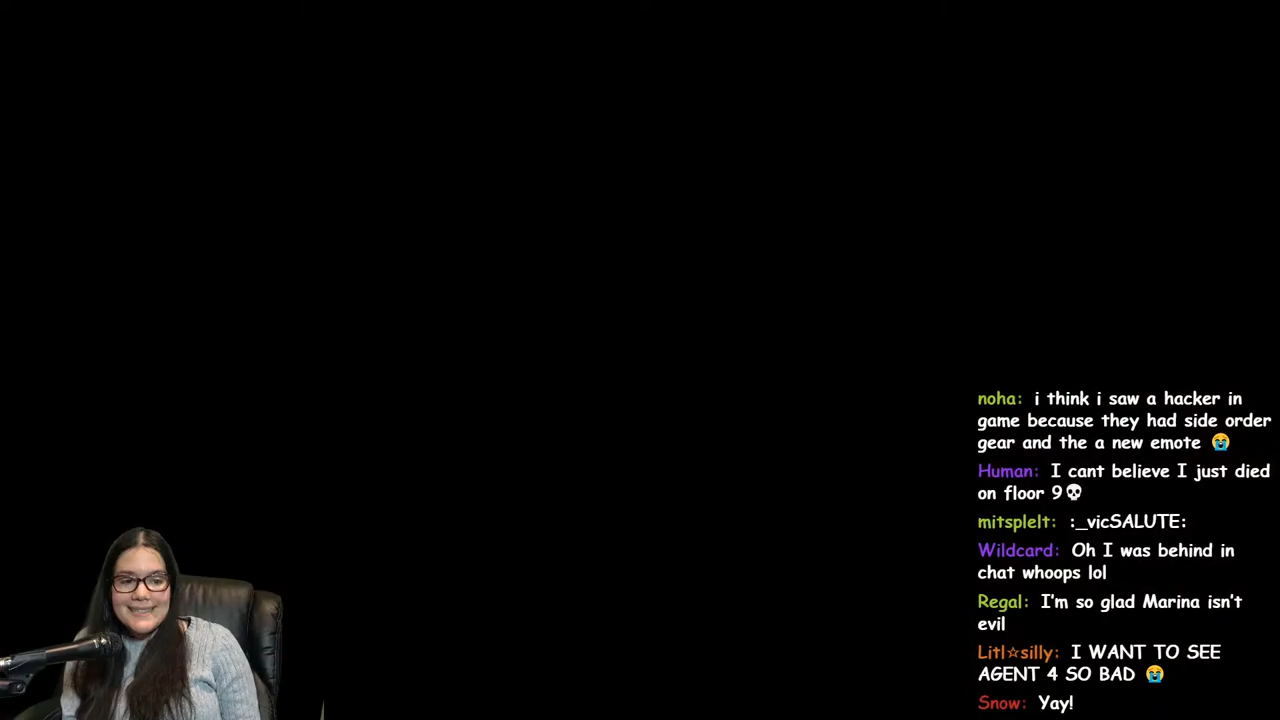 noha: i think i saw a hacker in
game because they had side order
gear and the a new emote 😭
Human: I cant believe I just died
on floor 9💀
mitsplelt: :_vicSALUTE:
Wildcard: Oh I was behind in
chat whoops lol
Regal: I'm so glad Marina isn't
evil
Litl☆silly: I WANT TO SEE
AGENT 4 SO BAD 😭
Snow: Yay!